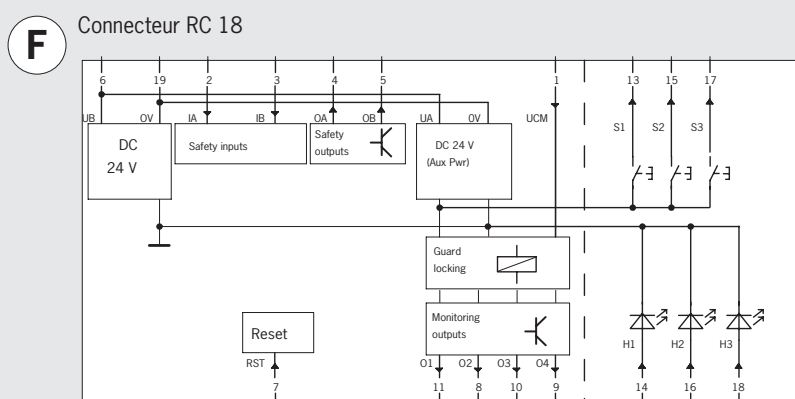 F
Connecteur RC 18
6 19 2 3 4 5 1 13 15 17
UB 0V IA IB OA OB UA 0V UCM S1 S2 S3
DC
24 V
Safety inputs
Safety
outputs
DC 24 V
(Aux Pwr)
Guard
locking
Monitoring
outputs
Reset
H1 H2 H3
RST O1 O2 O3 O4
7 11 8 10 9 14 16 18